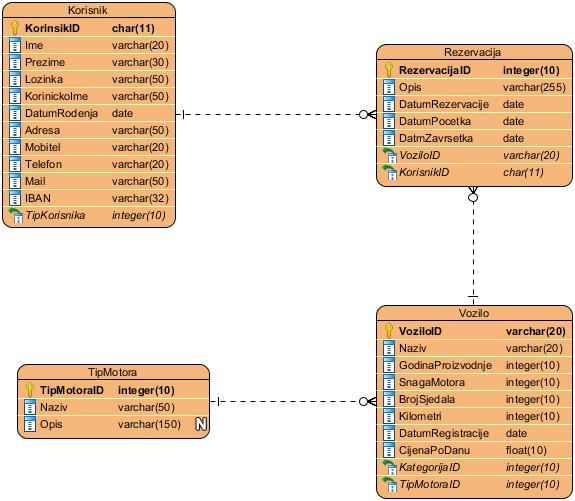 Korisnik
KorinsikID char(11)
Ime varchar(20)
Prezime varchar(30)
Lozinka varchar(50)
KorinickoIme varchar(50)
DatumRođenja date
Adresa varchar(50)
Mobitel varchar(20)
Telefon varchar(20)
Mail varchar(50)
IBAN varchar(32)
TipKorisnika integer(10)
Rezervacija
RezervacijaID integer(10)
Opis varchar(255)
DatumRezervacije date
DatumPocetka date
DatmZavrsetka date
VoziloID varchar(20)
KorisnikID char(11)
TipMotora
TipMotoraID integer(10)
Naziv varchar(50)
Opis varchar(150) N
Vozilo
VoziloID varchar(20)
Naziv varchar(20)
GodinaProizvodnje integer(10)
SnagaMotora integer(10)
BrojSjedala integer(10)
Kilometri integer(10)
DatumRegistracije date
CijenaPoDanu float(10)
KategorijaID integer(10)
TipMotoraID integer(10)